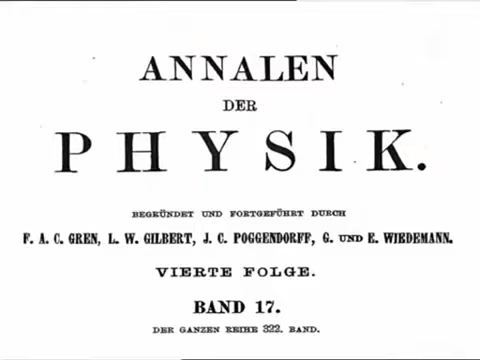 ANNALEN
DER
PHYSIK.
BEGRÜNDET UND FORTGEFÜHRT DURCH
F. A. C. GREN, L. W. GILBERT, J. C. POGGENDORFF, G. UND E. WIEDEMANN.
VIERTE FOLGE.
BAND 17.
DER GANZEN REIHE 322. BAND.